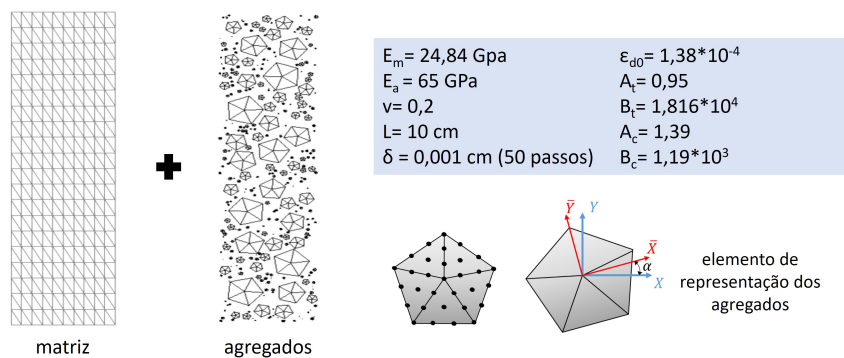 E_m= 24,84 Gpa
E_a= 65 GPa
ν= 0,2
L= 10 cm
δ = 0,001 cm (50 passos)
ε_d0= 1,38*10^-4
A_t= 0,95
B_t= 1,816*10^4
A_c= 1,39
B_c= 1,19*10^3
Ȳ
Y
X̄
α
X
elemento de
representação dos
agregados
matriz
agregados